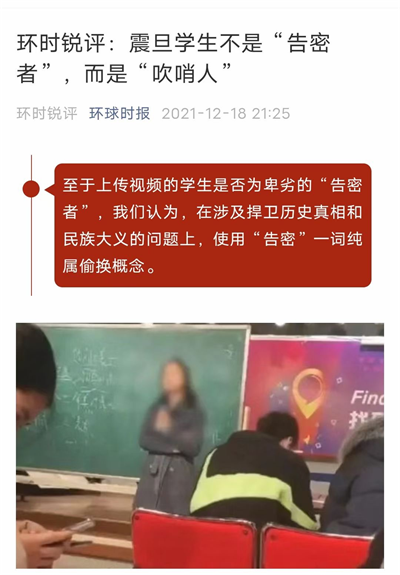 环时锐评：震旦学生不是“告密
者”，而是“吹哨人”
环时锐评 环球时报 2021-12-18 21:25
至于上传视频的学生是否为卑劣的“告密
者”，我们认为，在涉及捍卫历史真相和
民族大义的问题上，使用“告密”一词纯
属偷换概念。
Find